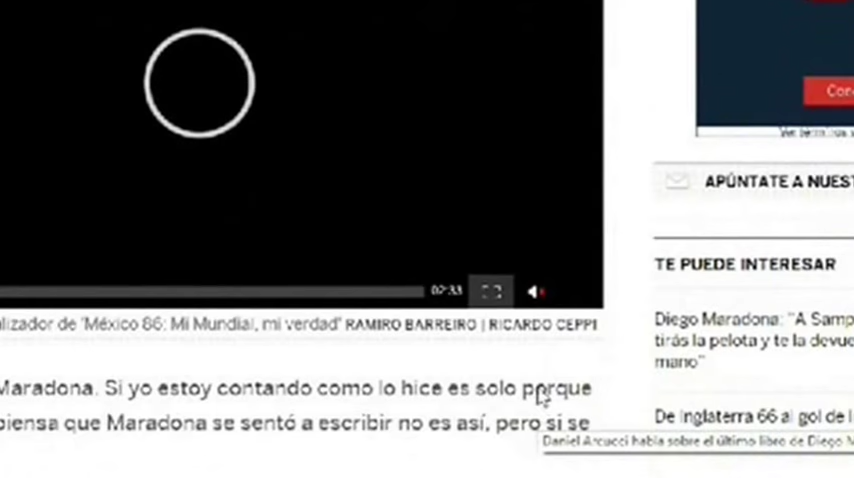 02:33
lizador de 'México 86: Mi Mundial, mi verdad' RAMIRO BARREIRO | RICARDO CEPPI
Maradona. Si yo estoy contando como lo hice es solo porque
piensa que Maradona se sentó a escribir no es así, pero sí se
Daniel Arcucci habla sobre el último libro de Diego M
Con
APÚNTATE A NUEST
TE PUEDE INTERESAR
Diego Maradona: "A Samp
tirás la pelota y te la devue
mano"
De Inglaterra 66 al gol de l